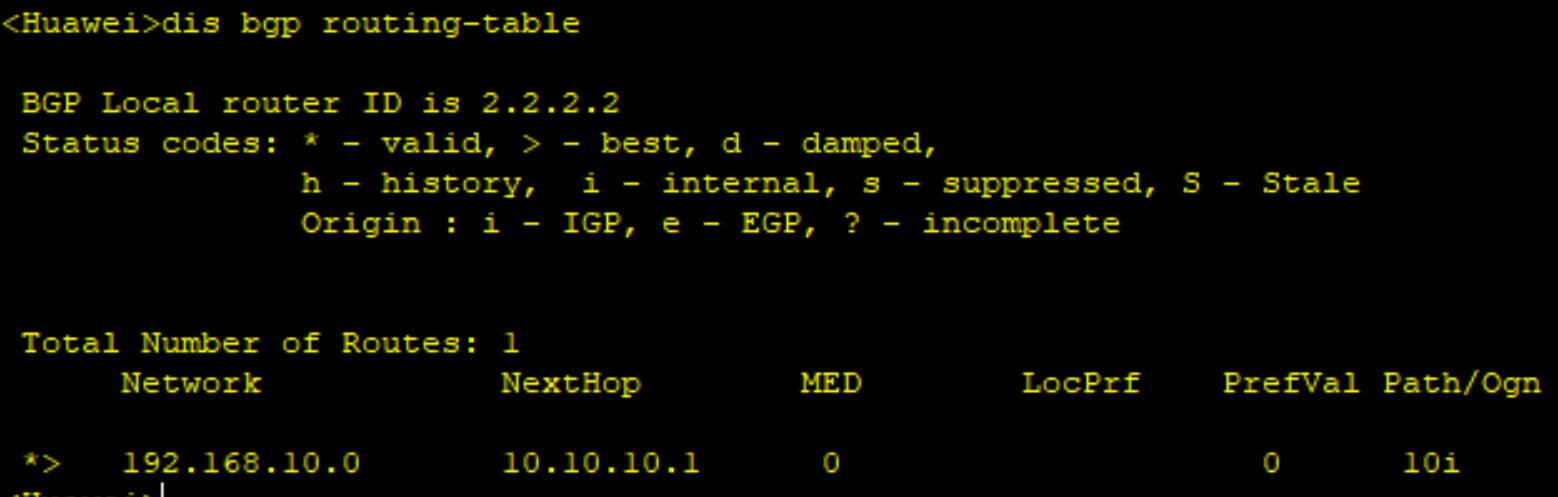 <Huawei>dis bgp routing-table
BGP Local router ID is 2.2.2.2
Status codes: * - valid, > - best, d - damped,
h - history, i - internal, s - suppressed, S - Stale
Origin : i - IGP, e - EGP, ? - incomplete
Total Number of Routes: 1
Network NextHop MED LocPrf PrefVal Path/Ogn
*> 192.168.10.0 10.10.10.1 0 0 10i